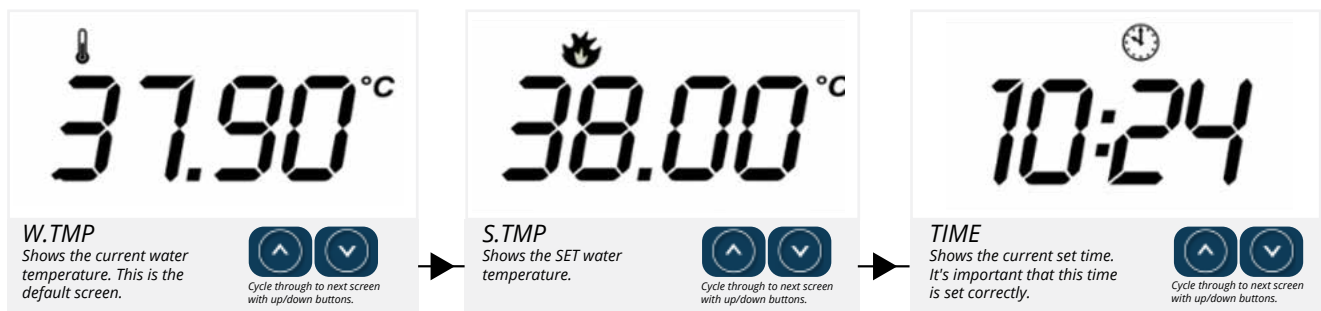 37.90 °C
W.TMP
Shows the current water
temperature. This is the
default screen.
Cycle through to next screen
with up/down buttons.
38.00 °C
S.TMP
Shows the SET water
temperature.
Cycle through to next screen
with up/down buttons.
10:24
TIME
Shows the current set time.
It's important that this time
is set correctly.
Cycle through to next screen
with up/down buttons.